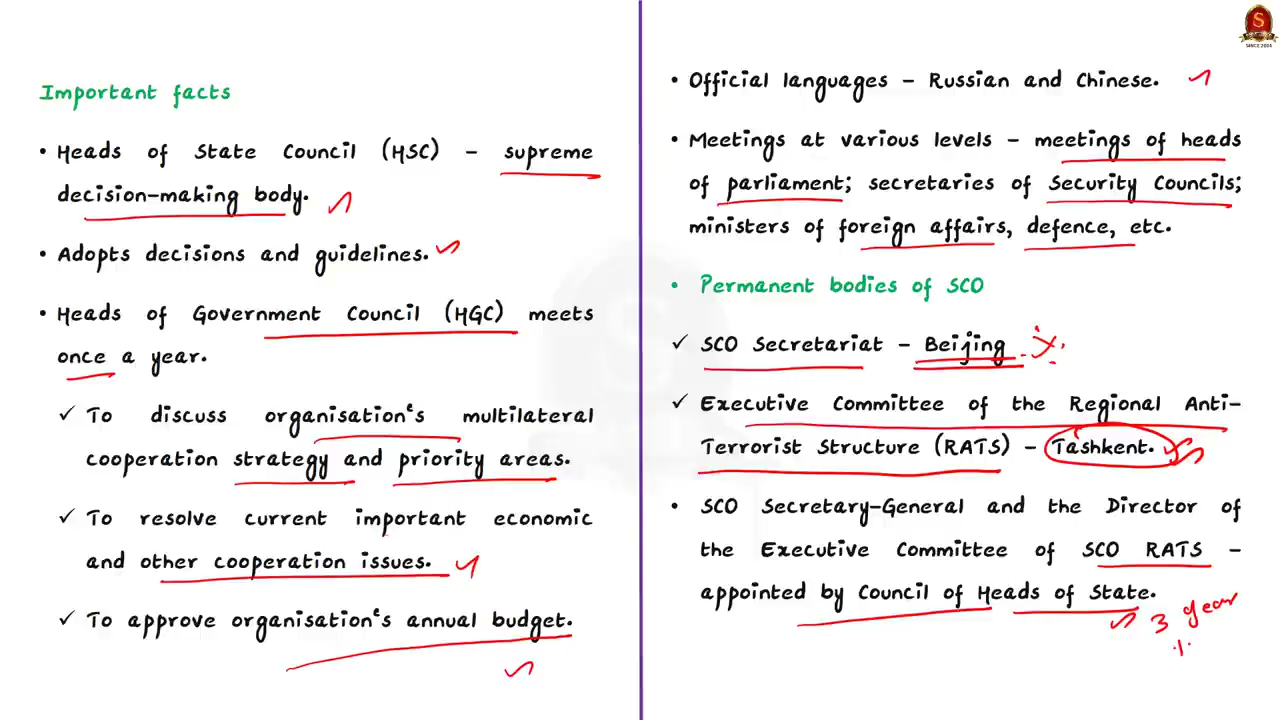 Important facts
• Heads of State Council (HSC) – supreme
decision-making body.
• Adopts decisions and guidelines.
• Heads of Government Council (HGC) meets
once a year.
✓ To discuss organisation's multilateral
cooperation strategy and priority areas.
✓ To resolve current important economic
and other cooperation issues.
✓ To approve organisation's annual budget.
• Official languages – Russian and Chinese.
• Meetings at various levels – meetings of heads
of parliament; secretaries of Security Councils;
ministers of foreign affairs, defence, etc.
• Permanent bodies of SCO
✓ SCO Secretariat – Beijing
✓ Executive Committee of the Regional Anti-
Terrorist Structure (RATS) – Tashkent.
• SCO Secretary-General and the Director of
the Executive Committee of SCO RATS –
appointed by Council of Heads of State.
3 year
S
SINCE 2004